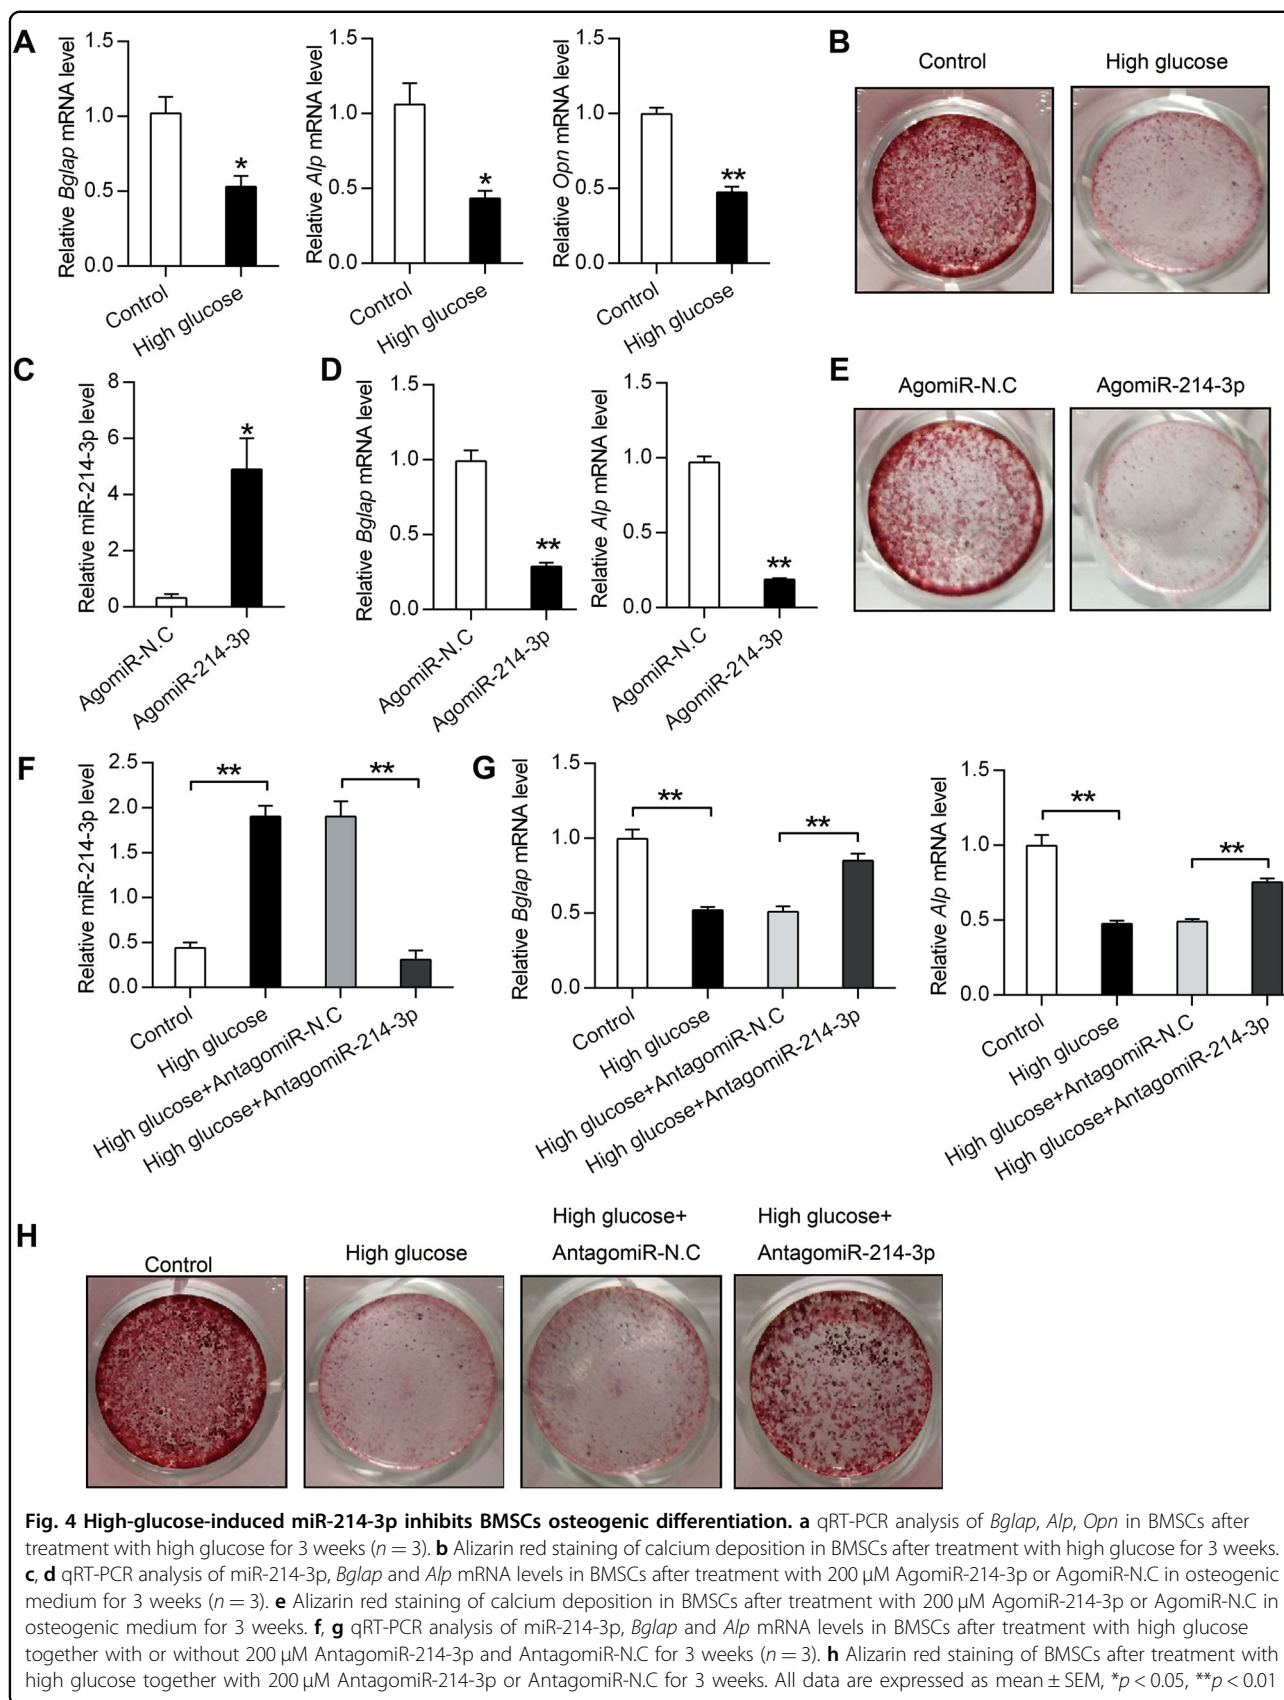 A
Relative Bglap mRNA level
1.5
1.0
0.5
0.0
*
Control
High glucose
Relative Alp mRNA level
1.5
1.0
0.5
0.0
*
Control
High glucose
Relative Opn mRNA level
1.5
1.0
0.5
0.0
**
Control
High glucose
B
Control
High glucose
C
Relative miR-214-3p level
8
6
4
2
0
*
AgomiR-N.C
AgomiR-214-3p
D
Relative Bglap mRNA level
1.5
1.0
0.5
0.0
**
AgomiR-N.C
AgomiR-214-3p
Relative Alp mRNA level
1.5
1.0
0.5
0.0
**
AgomiR-N.C
AgomiR-214-3p
E
AgomiR-N.C
AgomiR-214-3p
F
Relative miR-214-3p level
2.5
2.0
1.5
1.0
0.5
0.0
**
**
Control
High glucose
High glucose+AntagomiR-N.C
High glucose+AntagomiR-214-3p
G
Relative Bglap mRNA level
1.5
1.0
0.5
0.0
**
**
Control
High glucose
High glucose+AntagomiR-N.C
High glucose+AntagomiR-214-3p
Relative Alp mRNA level
1.5
1.0
0.5
0.0
**
**
Control
High glucose
High glucose+AntagomiR-N.C
High glucose+AntagomiR-214-3p
H
Control
High glucose
High glucose+
AntagomiR-N.C
High glucose+
AntagomiR-214-3p
Fig. 4 High-glucose-induced miR-214-3p inhibits BMSCs osteogenic differentiation. a qRT-PCR analysis of Bglap, Alp, Opn in BMSCs after
treatment with high glucose for 3 weeks (n = 3). b Alizarin red staining of calcium deposition in BMSCs after treatment with high glucose for 3 weeks.
c, d qRT-PCR analysis of miR-214-3p, Bglap and Alp mRNA levels in BMSCs after treatment with 200 μM AgomiR-214-3p or AgomiR-N.C in osteogenic
medium for 3 weeks (n = 3). e Alizarin red staining of calcium deposition in BMSCs after treatment with 200 μM AgomiR-214-3p or AgomiR-N.C in
osteogenic medium for 3 weeks. f, g qRT-PCR analysis of miR-214-3p, Bglap and Alp mRNA levels in BMSCs after treatment with high glucose
together with or without 200 μM AntagomiR-214-3p and AntagomiR-N.C for 3 weeks (n = 3). h Alizarin red staining of BMSCs after treatment with
high glucose together with 200 μM AntagomiR-214-3p or AntagomiR-N.C for 3 weeks. All data are expressed as mean ± SEM, *p < 0.05, **p < 0.01